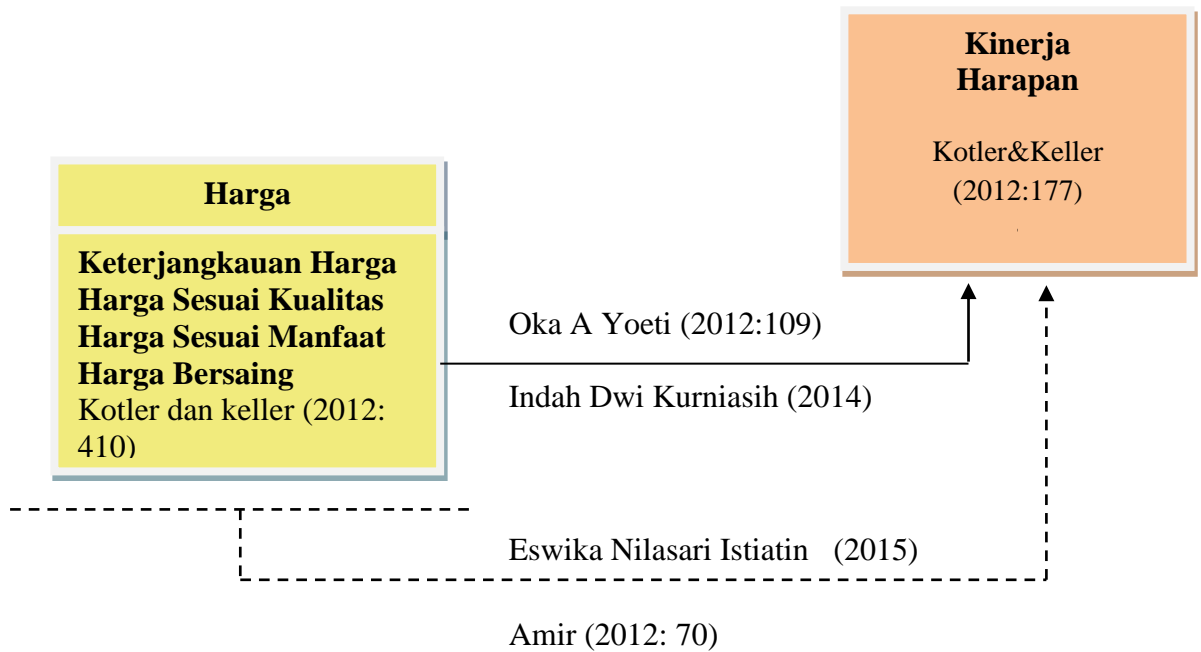 Kinerja
Harapan
Kotler&Keller
(2012:177)
Harga
Keterjangkauan Harga
Harga Sesuai Kualitas
Harga Sesuai Manfaat
Harga Bersaing
Kotler dan keller (2012:
410)
Oka A Yoeti (2012:109)
Indah Dwi Kurniasih (2014)
Eswika Nilasari Istiatin (2015)
Amir (2012: 70)